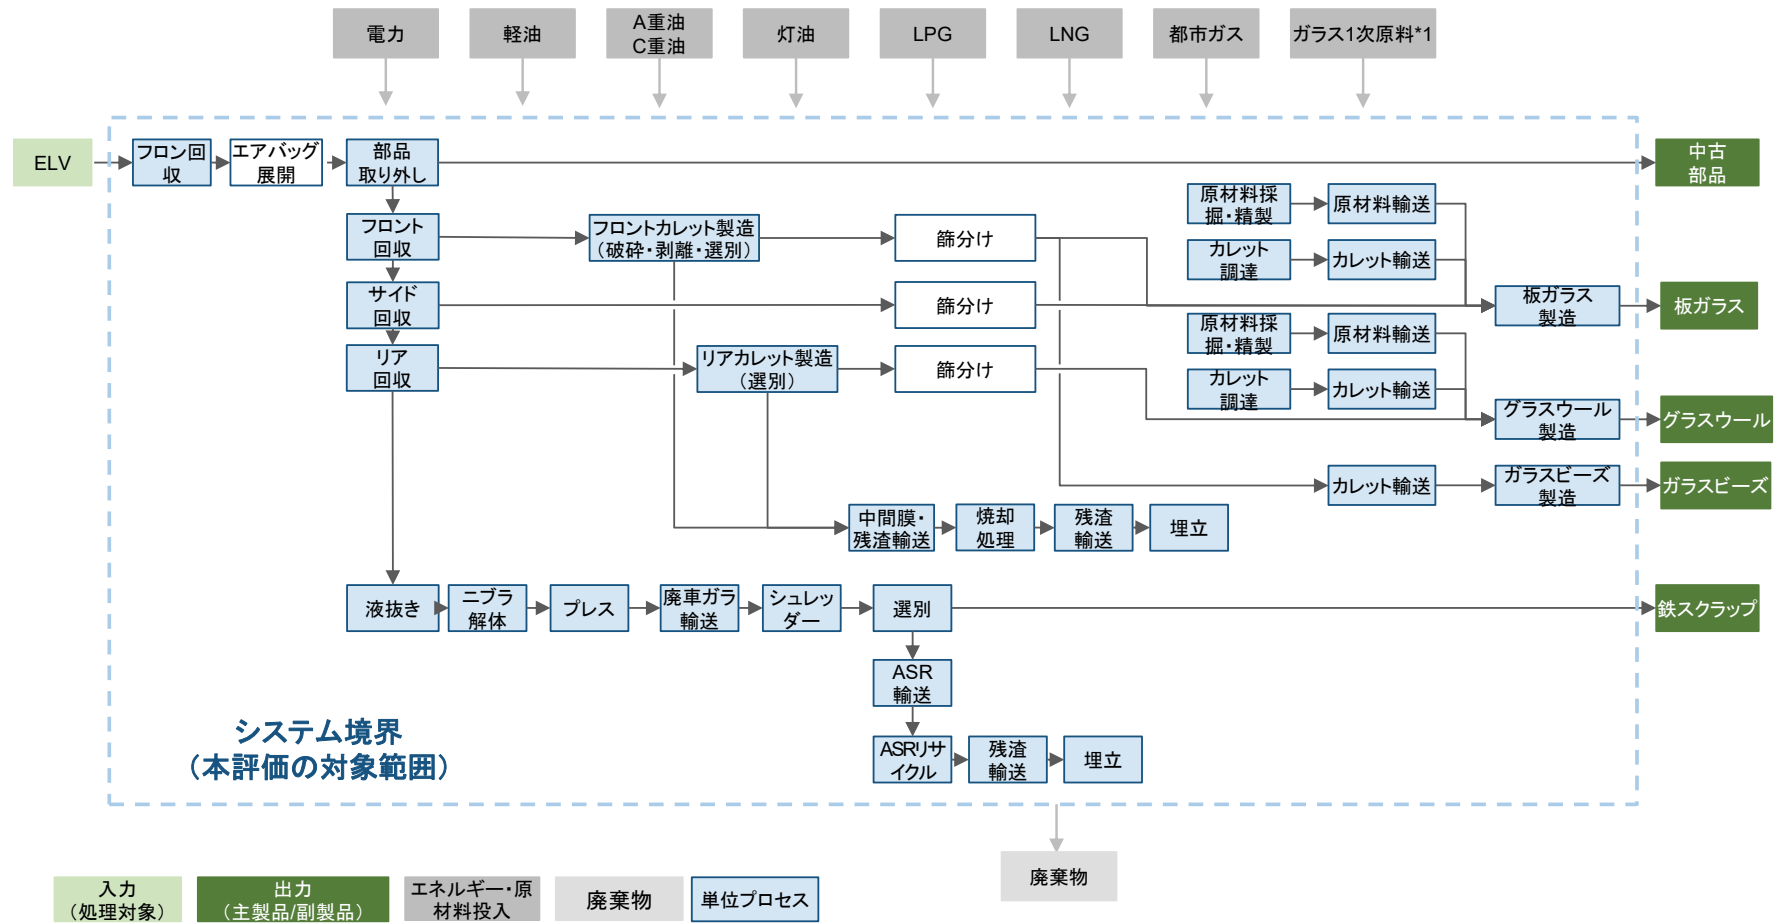 電力
軽油
A重油
C重油
灯油
LPG
LNG
都市ガス
ガラス1次原料*1
ELV
フロン回
収
エアバッグ
展開
部品
取り外し
中古
部品
フロント
回収
フロントカレット製造
（破砕・剥離・選別）
篩分け
原材料採
掘・精製
原材料輸送
カレット
調達
カレット輸送
サイド
回収
篩分け
板ガラス
製造
板ガラス
リア
回収
リアカレット製造
（選別）
篩分け
原材料採
掘・精製
原材料輸送
カレット
調達
カレット輸送
グラスウール
製造
グラスウール
カレット輸送
ガラスビーズ
製造
ガラスビーズ
中間膜・
残渣輸送
焼却
処理
残渣
輸送
埋立
液抜き
ニブラ
解体
プレス
廃車ガラ
輸送
シュレッ
ダー
選別
鉄スクラップ
ASR
輸送
ASRリサ
イクル
残渣
輸送
埋立
システム境界
（本評価の対象範囲）
廃棄物
入力
（処理対象）
出力
（主製品/副製品）
エネルギー・原
材料投入
廃棄物
単位プロセス